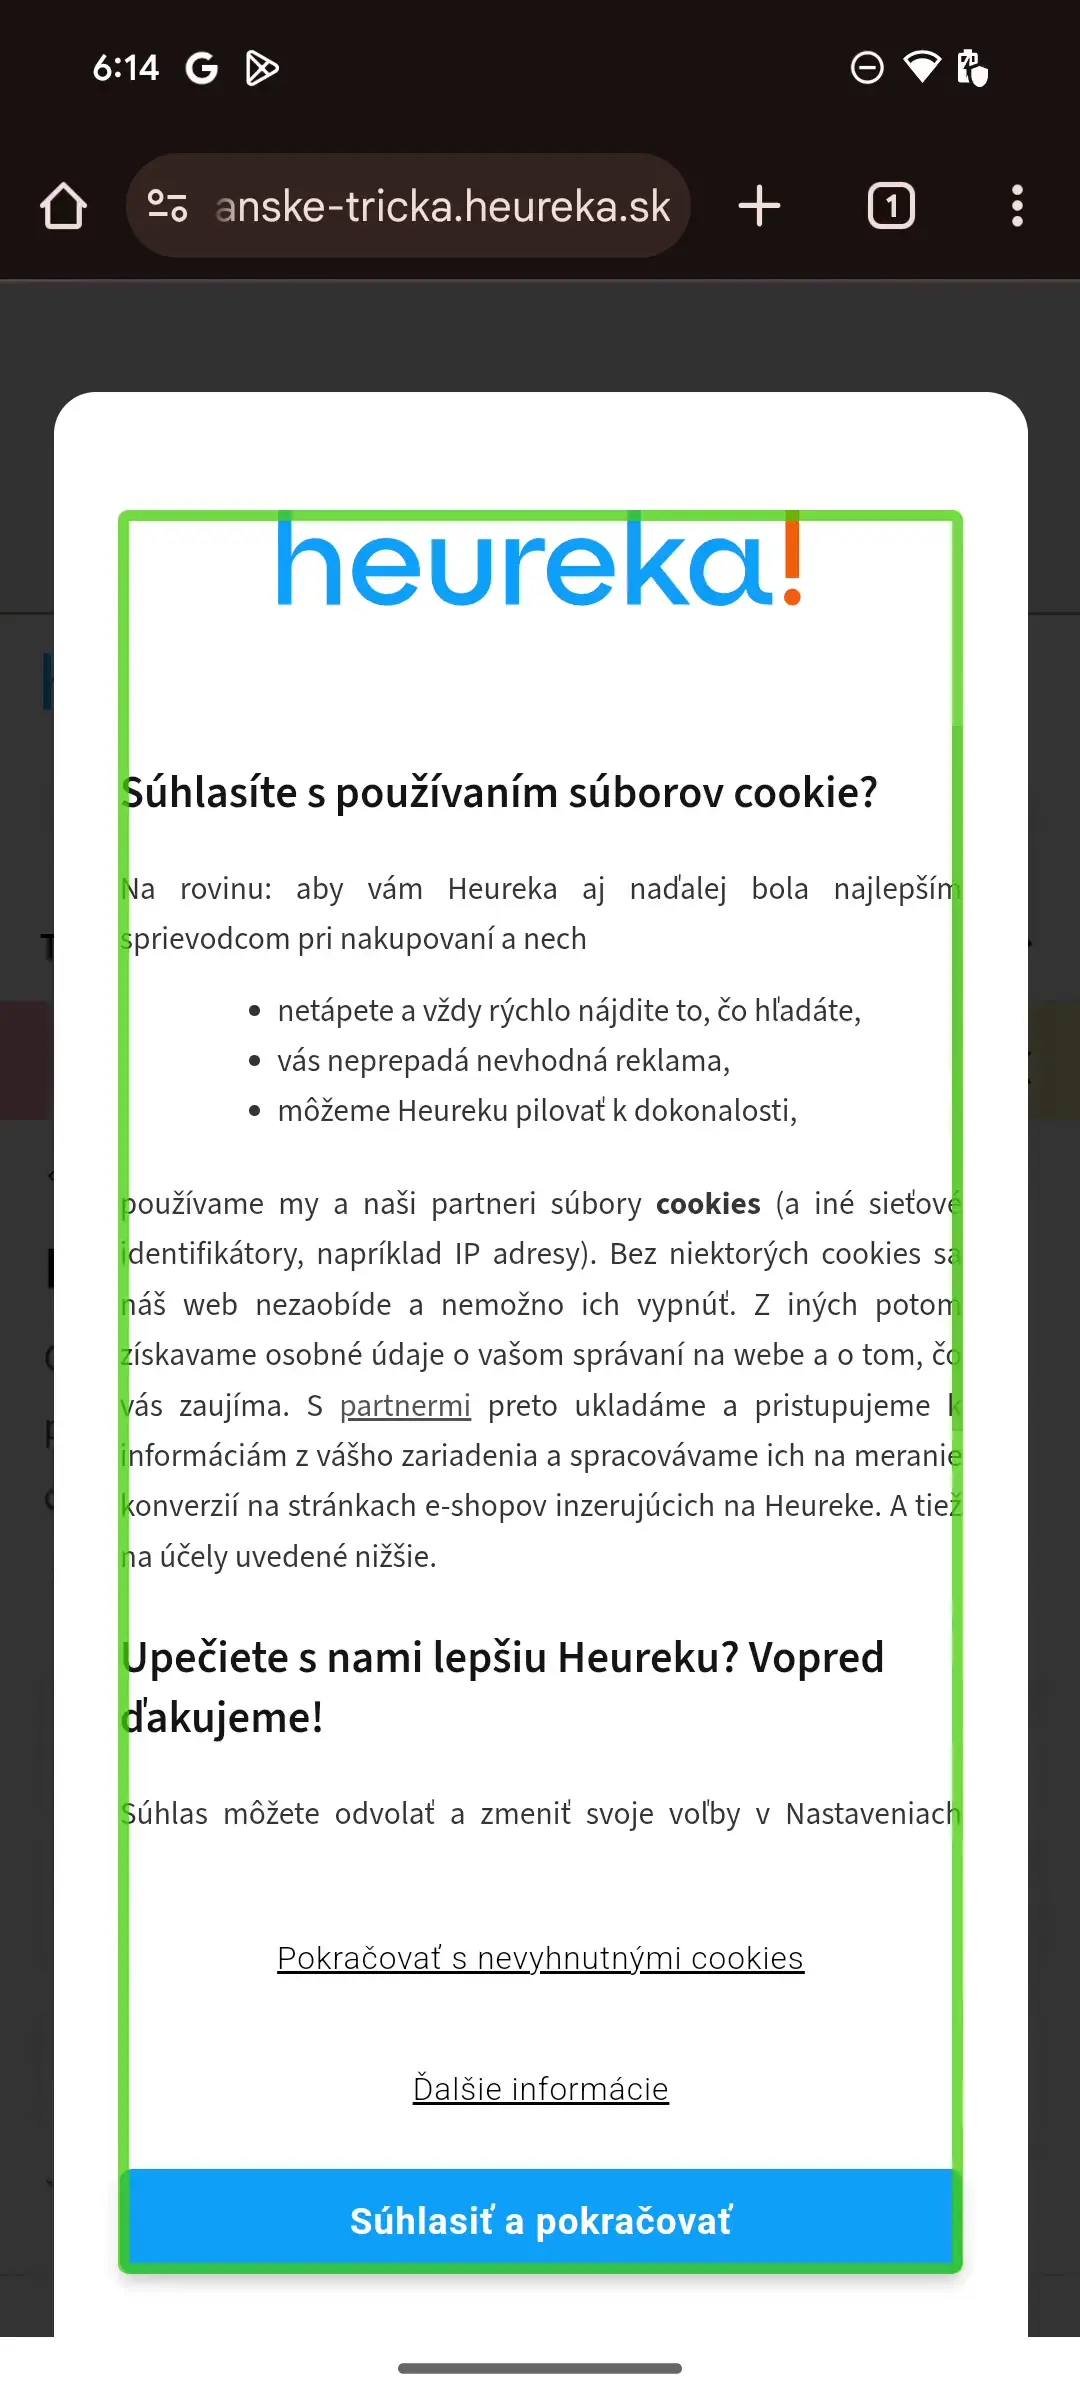 6:14
anske-tricka.heureka.sk
1
heureka!
Súhlasíte s používaním súborov cookie?
Na rovinu: aby vám Heureka aj naďalej bola najlepším
sprievodcom pri nakupovaní a nech
• netápete a vždy rýchlo nájdite to, čo hľadáte,
• vás neprepadá nevhodná reklama,
• môžeme Heureku pilovať k dokonalosti,
používame my a naši partneri súbory cookies (a iné sieťové
identifikátory, napríklad IP adresy). Bez niektorých cookies sa
náš web nezaobíde a nemožno ich vypnúť. Z iných potom
získavame osobné údaje o vašom správaní na webe a o tom, čo
vás zaujíma. S partnermi preto ukladáme a pristupujeme k
informáciám z vášho zariadenia a spracovávame ich na meranie
konverzií na stránkach e-shopov inzerujúcich na Heureke. A tiež
na účely uvedené nižšie.
Upečiete s nami lepšiu Heureku? Vopred
ďakujeme!
Súhlas môžete odvolať a zmeniť svoje voľby v Nastaveniach
Pokračovať s nevyhnutnými cookies
Ďalšie informácie
Súhlasiť a pokračovať